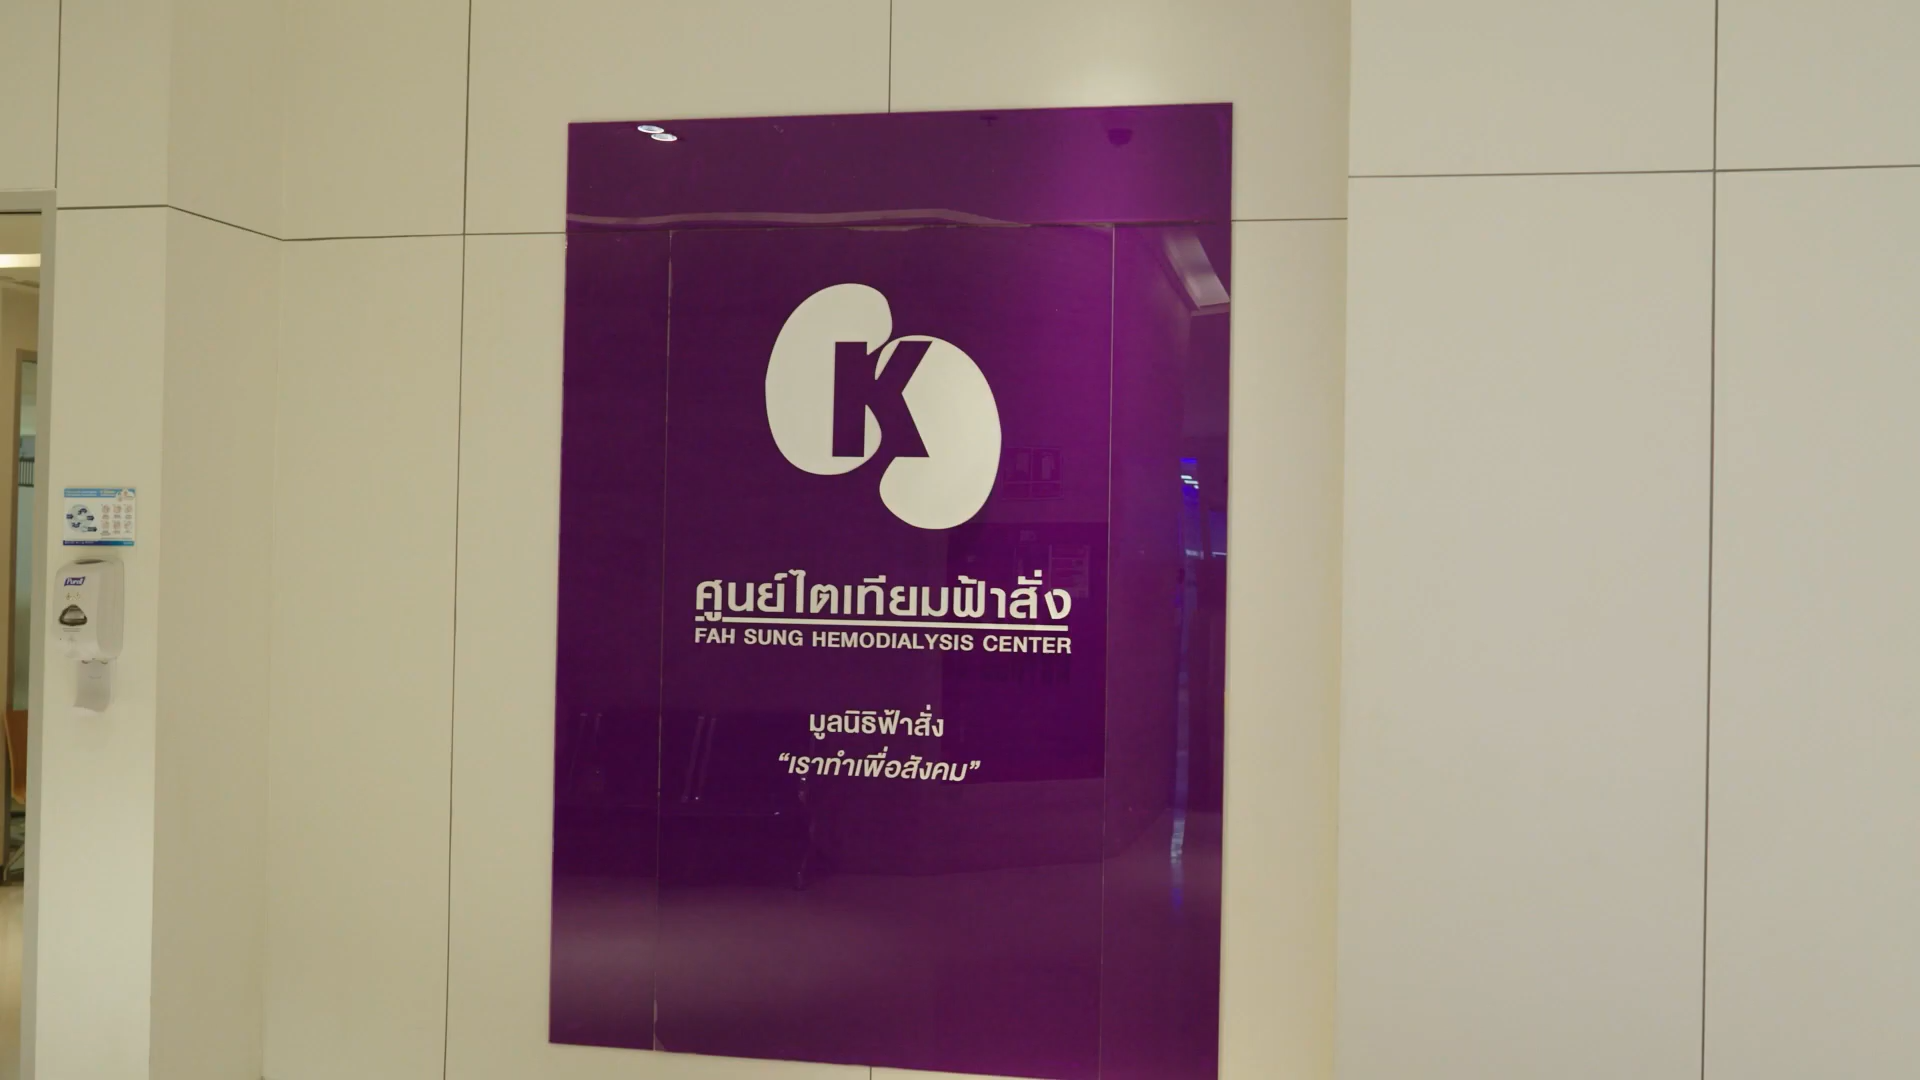 K
ศูนย์ไตเทียมฟ้าสั่ง
FAH SUNG HEMODIALYSIS CENTER
มูลนิธิฟ้าสั่ง
“เราทำเพื่อสังคม”
Purell